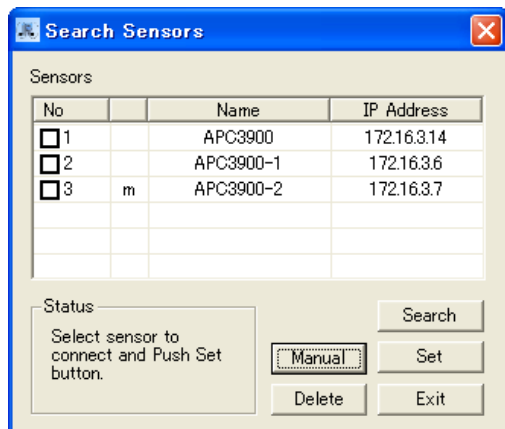 Search Sensors
Sensors
No Name IP Address
1 APC3900 172.16.3.14
2 APC3900-1 172.16.3.6
3 m APC3900-2 172.16.3.7
Status
Select sensor to
connect and Push Set
button.
Search
Manual Set
Delete Exit